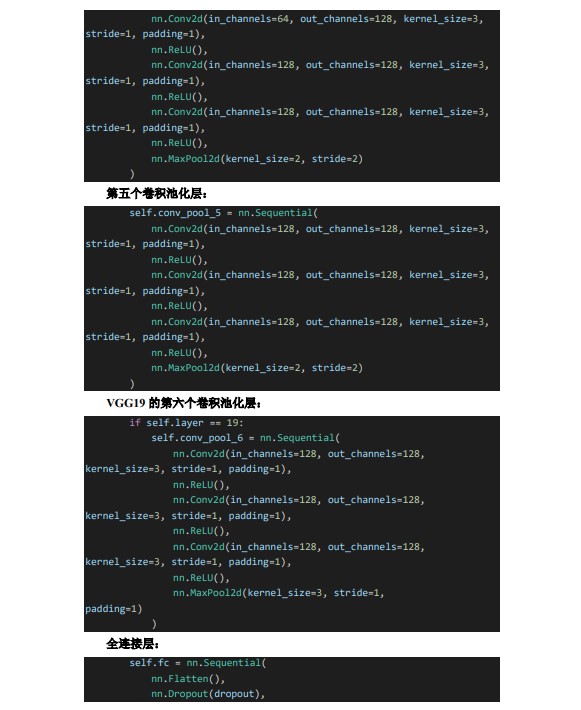 nn.Conv2d(in_channels=64, out_channels=128, kernel_size=3,
stride=1, padding=1),
nn.ReLU(),
nn.Conv2d(in_channels=128, out_channels=128, kernel_size=3,
stride=1, padding=1),
nn.ReLU(),
nn.Conv2d(in_channels=128, out_channels=128, kernel_size=3,
stride=1, padding=1),
nn.ReLU(),
nn.MaxPool2d(kernel_size=2, stride=2)
)
第五个卷积池化层：
self.conv_pool_5 = nn.Sequential(
nn.Conv2d(in_channels=128, out_channels=128, kernel_size=3,
stride=1, padding=1),
nn.ReLU(),
nn.Conv2d(in_channels=128, out_channels=128, kernel_size=3,
stride=1, padding=1),
nn.ReLU(),
nn.Conv2d(in_channels=128, out_channels=128, kernel_size=3,
stride=1, padding=1),
nn.ReLU(),
nn.MaxPool2d(kernel_size=2, stride=2)
)
VGG19 的第六个卷积池化层：
if self.layer == 19:
self.conv_pool_6 = nn.Sequential(
nn.Conv2d(in_channels=128, out_channels=128,
kernel_size=3, stride=1, padding=1),
nn.ReLU(),
nn.Conv2d(in_channels=128, out_channels=128,
kernel_size=3, stride=1, padding=1),
nn.ReLU(),
nn.Conv2d(in_channels=128, out_channels=128,
kernel_size=3, stride=1, padding=1),
nn.ReLU(),
nn.MaxPool2d(kernel_size=3, stride=1,
padding=1)
)
全连接层：
self.fc = nn.Sequential(
nn.Flatten(),
nn.Dropout(dropout),